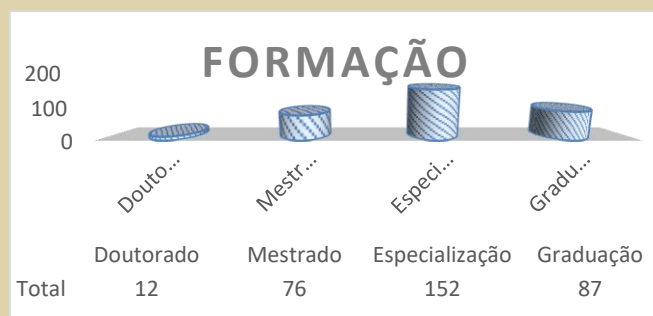 FORMAÇÃO
200
100
0
Douto...
Mestr...
Especi...
Gradu...
Doutorado Mestrado Especialização Graduação
Total 12 76 152 87